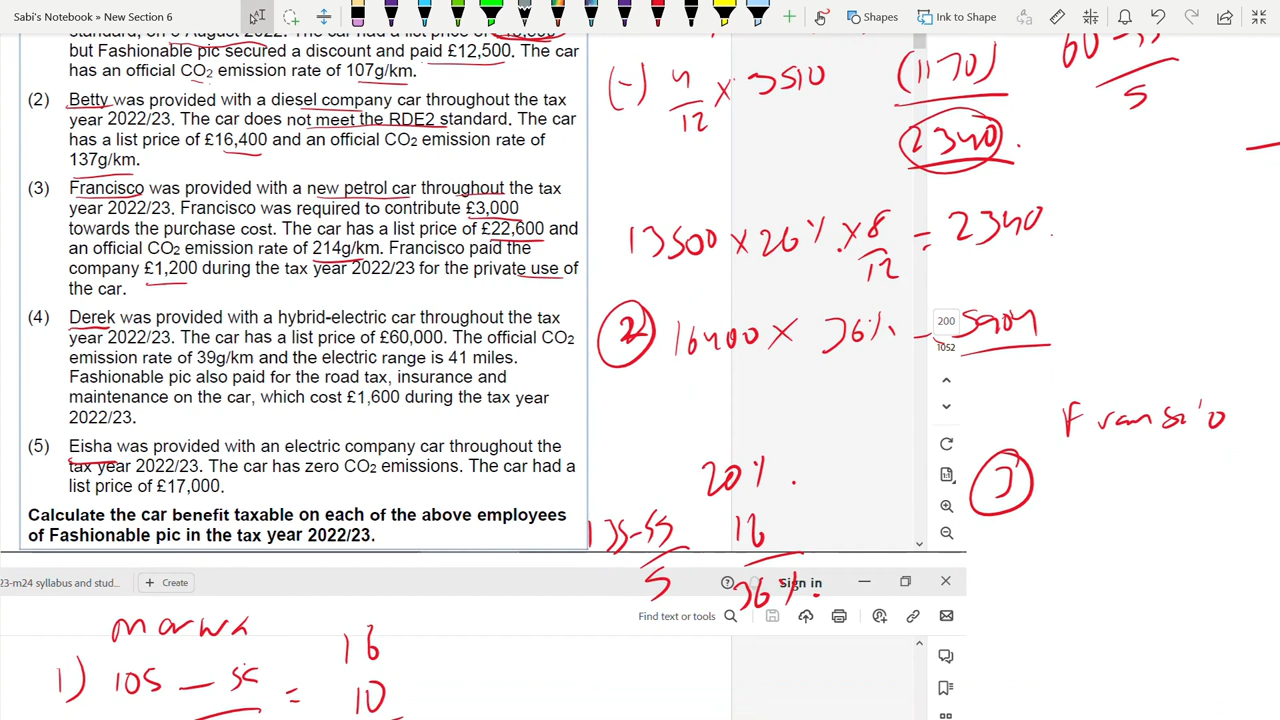 Sabi's Notebook » New Section 6
Shapes
Ink to Shape
but Fashionable pic secured a discount and paid £12,500. The car
has an official CO2 emission rate of 107g/km.
(2) Betty was provided with a diesel company car throughout the tax
year 2022/23. The car does not meet the RDE2 standard. The car
has a list price of £16,400 and an official CO2 emission rate of
137g/km.
(3) Francisco was provided with a new petrol car throughout the tax
year 2022/23. Francisco was required to contribute £3,000
towards the purchase cost. The car has a list price of £22,600 and
an official CO2 emission rate of 214g/km. Francisco paid the
company £1,200 during the tax year 2022/23 for the private use of
the car.
(4) Derek was provided with a hybrid-electric car throughout the tax
year 2022/23. The car has a list price of £60,000. The official CO2
emission rate of 39g/km and the electric range is 41 miles.
Fashionable pic also paid for the road tax, insurance and
maintenance on the car, which cost £1,600 during the tax year
2022/23.
(5) Eisha was provided with an electric company car throughout the
tax year 2022/23. The car has zero CO2 emissions. The car had a
list price of £17,000.
Calculate the car benefit taxable on each of the above employees
of Fashionable pic in the tax year 2022/23.
(-) 4/12 × 3510
(1170)
2340.
5
13500 × 26% × 8/12 = 2340.
2 16400 × 36% = 5904
200
1052
Fransi'o
3
20%.
135-55
5
16
36%.
23-m24 syllabus and stud...
Create
Sign in
Find text or tools
marwa
1) 105 - 55 =
16
10